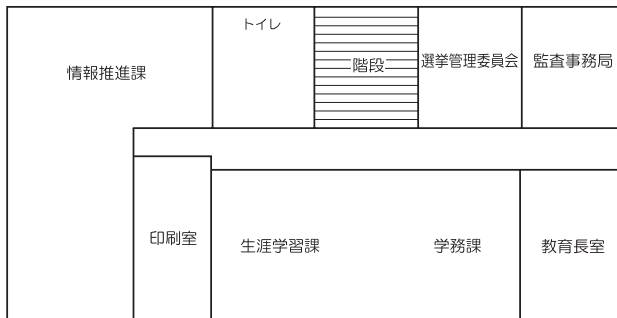 トイレ
情報推進課
階段
選挙管理委員会
監査事務局
印刷室
生涯学習課
学務課
教育長室